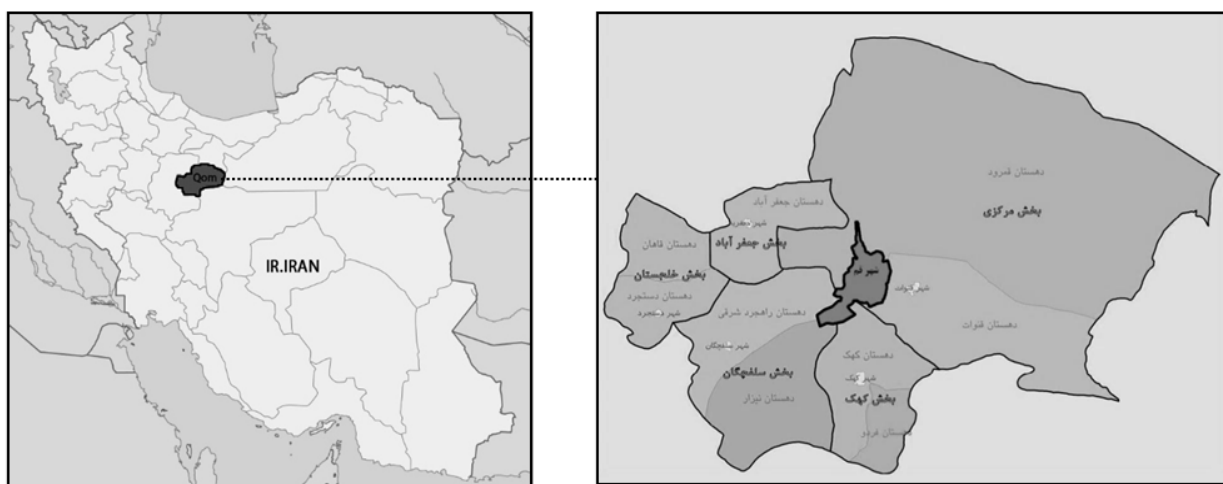 Qom
IR.IRAN
دهستان قمرود
بخش مرکزی
دهستان جعفر آباد
شهر جعفریه
بخش جعفر آباد
دهستان قاهان
بخش خلجستان
دهستان دستجرد
شهر دستجرد
شهر قم
شهر قنوات
دهستان قنوات
دهستان راهجرد شرقی
شهر سلفچگان
بخش سلفچگان
دهستان نیزار
دهستان کهک
شهر کهک
بخش کهک
دهستان فردو